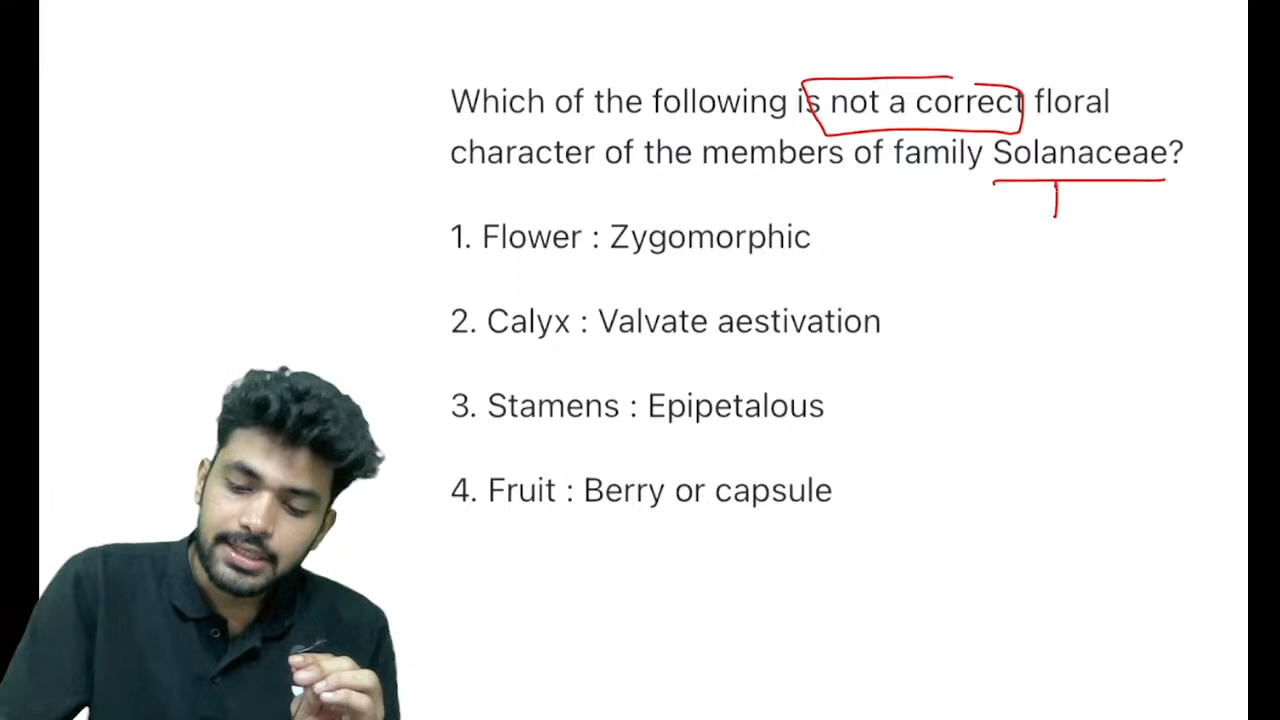 Which of the following is not a correct floral
character of the members of family Solanaceae?
1. Flower : Zygomorphic
2. Calyx : Valvate aestivation
3. Stamens : Epipetalous
4. Fruit : Berry or capsule